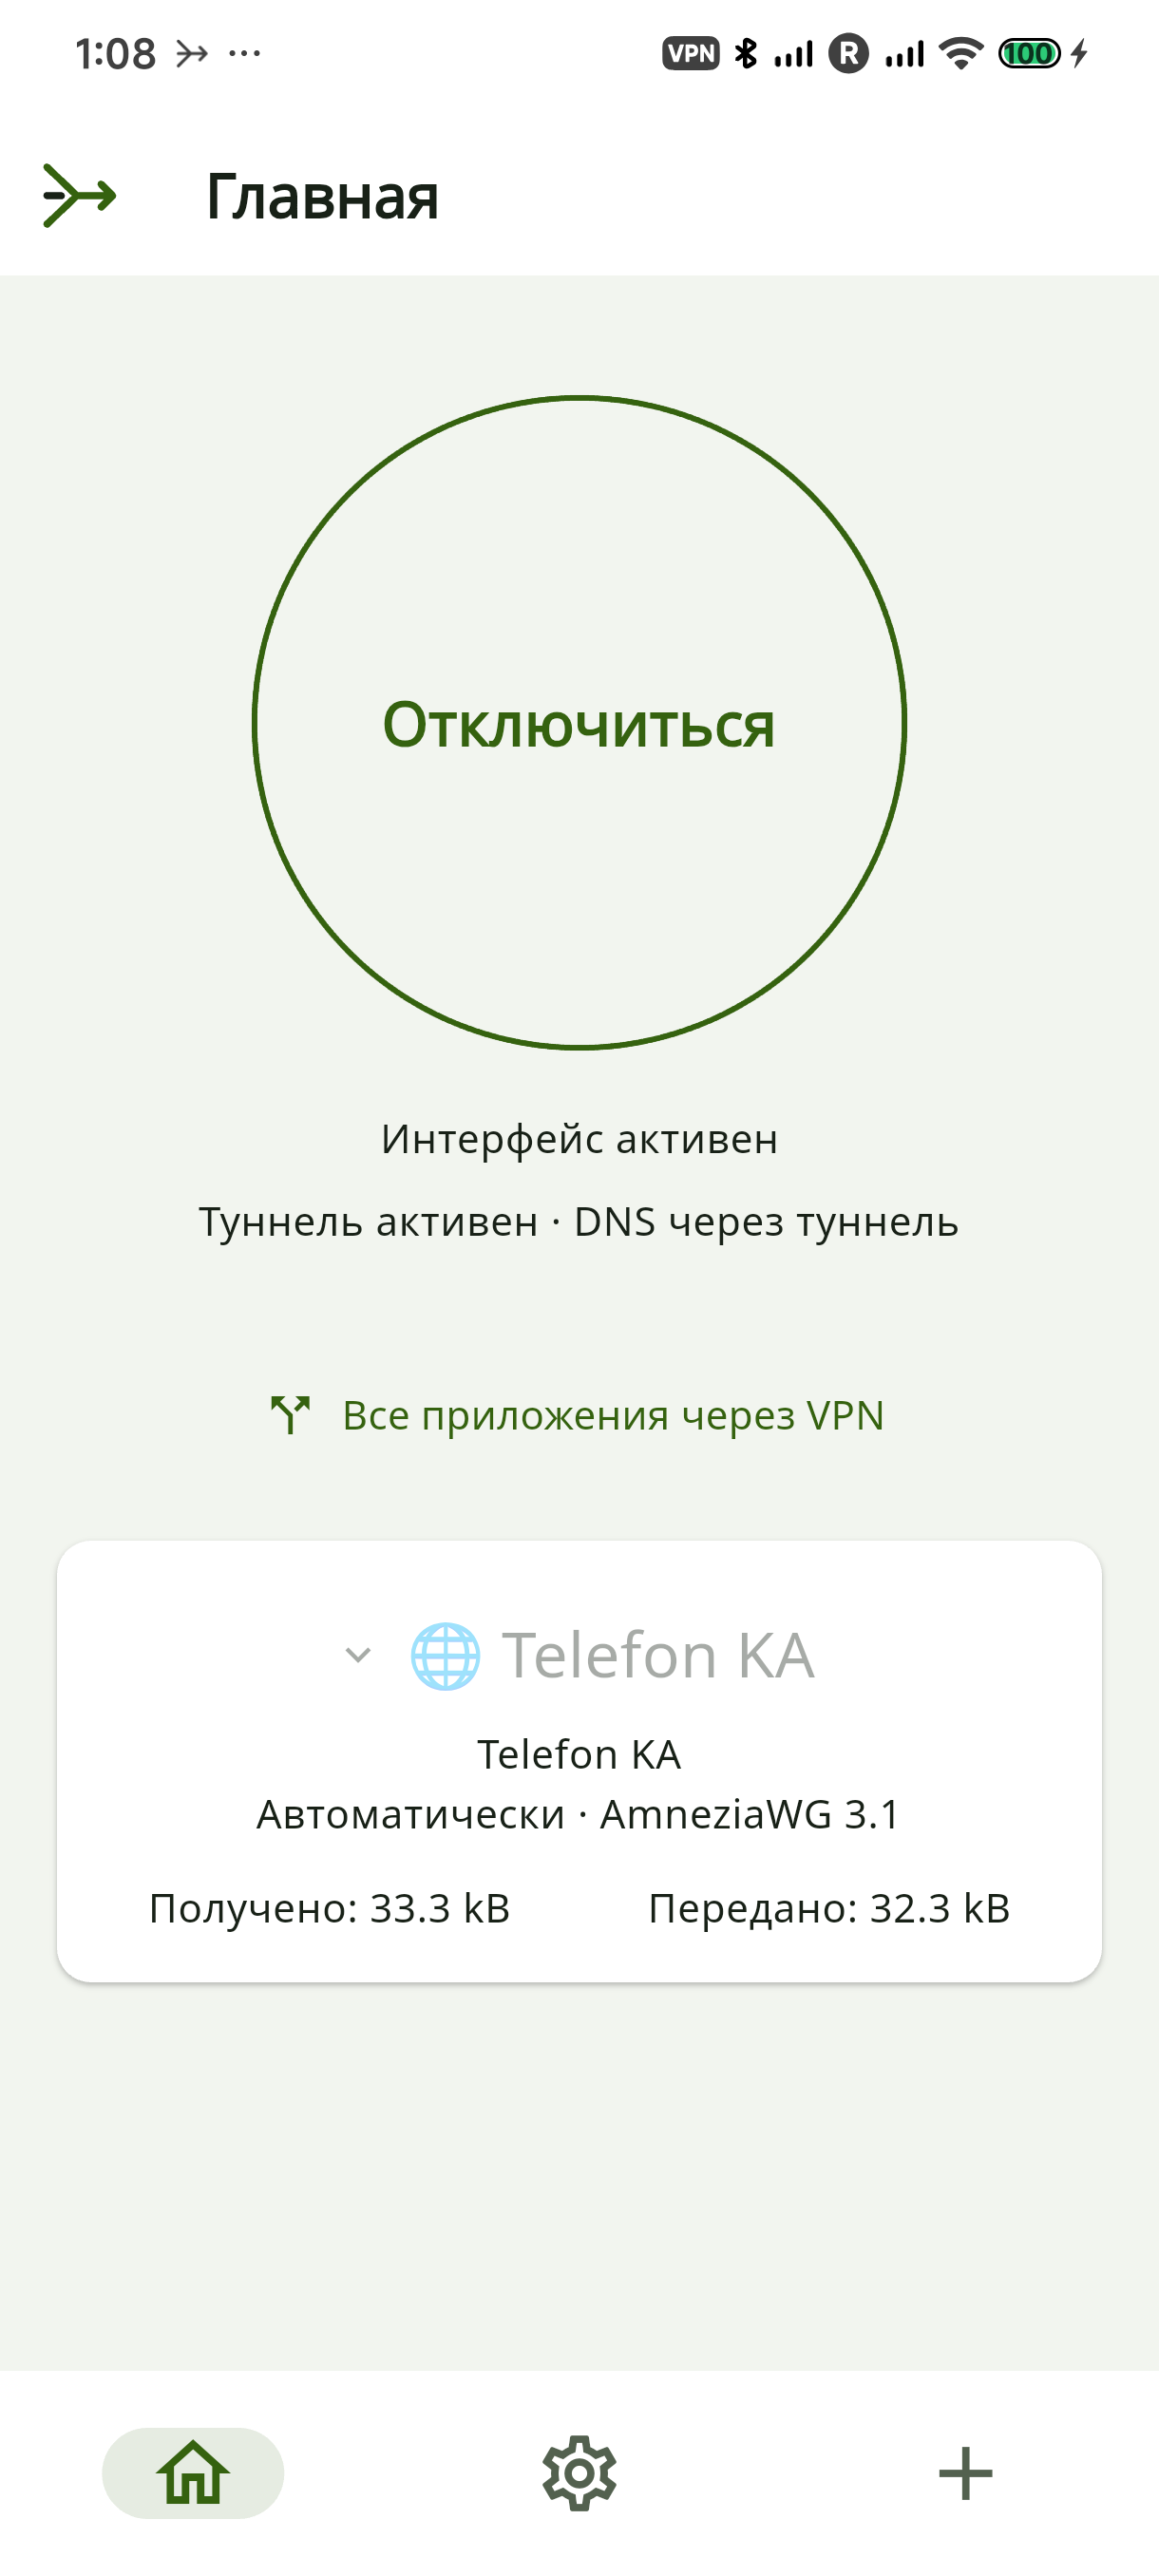 1:08 ...
VPN R 100
Главная
Отключиться
Интерфейс активен
Туннель активен · DNS через туннель
Все приложения через VPN
Telefon KA
Telefon KA
Автоматически · AmneziaWG 3.1
Получено: 33.3 kB Передано: 32.3 kB